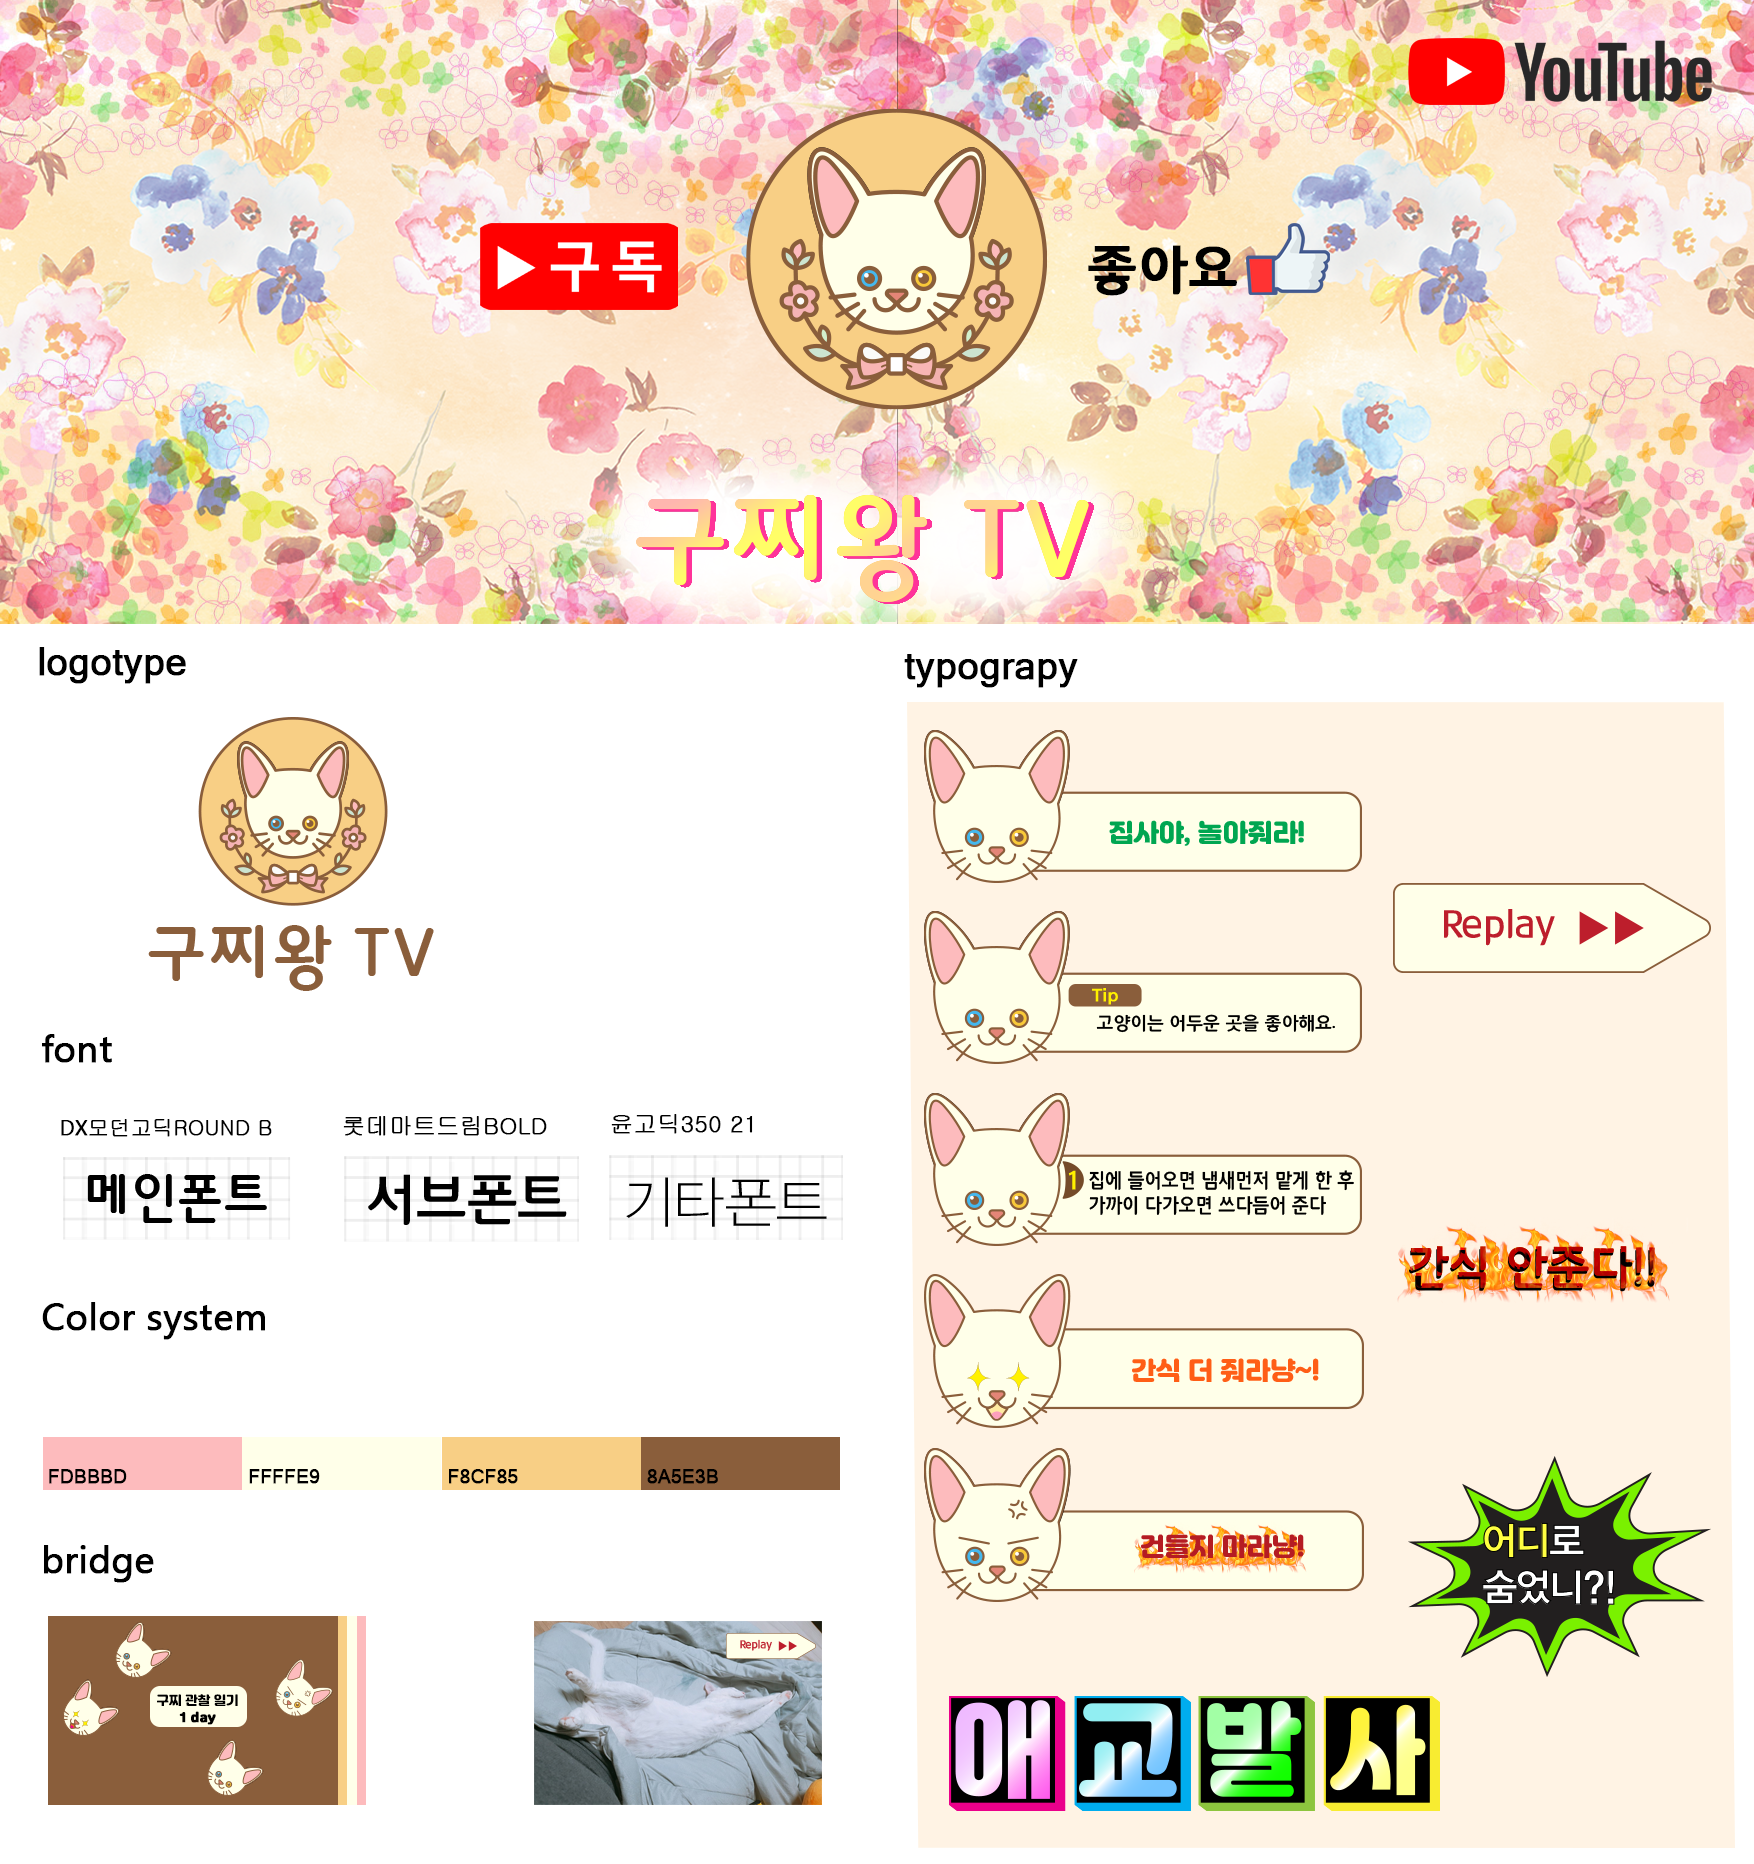 YouTube
구독
좋아요
구찌왕 TV
logotype
구찌왕 TV
font
DX모던고딕ROUND B
롯데마트드림BOLD
윤고딕350 21
메인폰트
서브폰트
기타폰트
Color system
FDBBBD
FFFFE9
F8CF85
8A5E3B
bridge
구찌 관찰 일기
1 day
Replay
typograpy
집사야, 놀아줘라!
Replay
Tip
고양이는 어두운 곳을 좋아해요.
1 집에 들어오면 냄새먼저 맡게 한 후
가까이 다가오면 쓰다듬어 준다
간식 안준다!!
간식 더 줘라냥~!
건들지 마라냥!
어디로
숨었니?!
애교발사